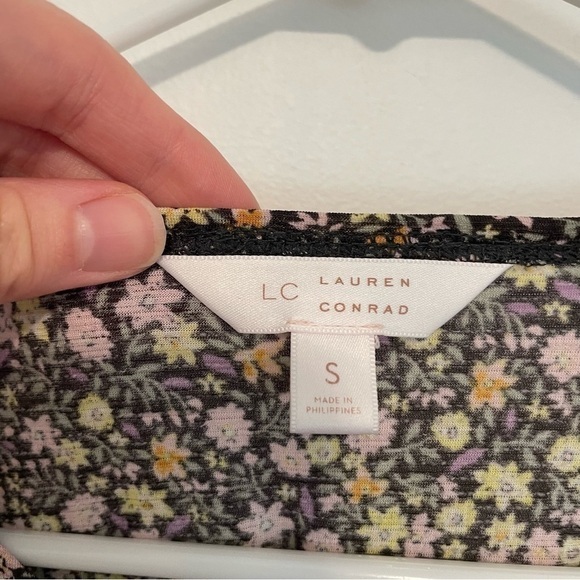 LC LAUREN
CONRAD
S
MADE IN
PHILIPPINES